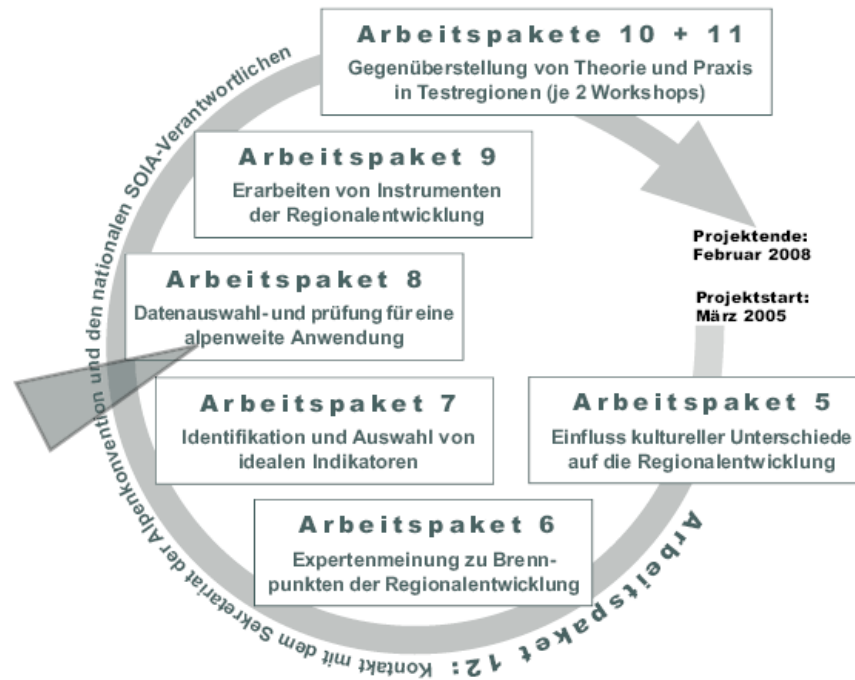 Arbeitspakete 10 + 11
Gegenüberstellung von Theorie und Praxis
in Testregionen (je 2 Workshops)
Arbeitspaket 9
Erarbeiten von Instrumenten
der Regionalentwicklung
Arbeitspaket 8
Datenauswahl- und prüfung für eine
alpenweite Anwendung
Arbeitspaket 7
Identifikation und Auswahl von
idealen Indikatoren
Arbeitspaket 6
Expertenmeinung zu Brenn-
punkten der Regionalentwicklung
Projektende:
Februar 2008
Projektstart:
März 2005
Arbeitspaket 5
Einfluss kultureller Unterschiede
auf die Regionalentwicklung
Arbeitspaket 12: Kontakt mit dem Sekretariat der Alpenkonvention und den nationalen SOIA-Verantwortlichen